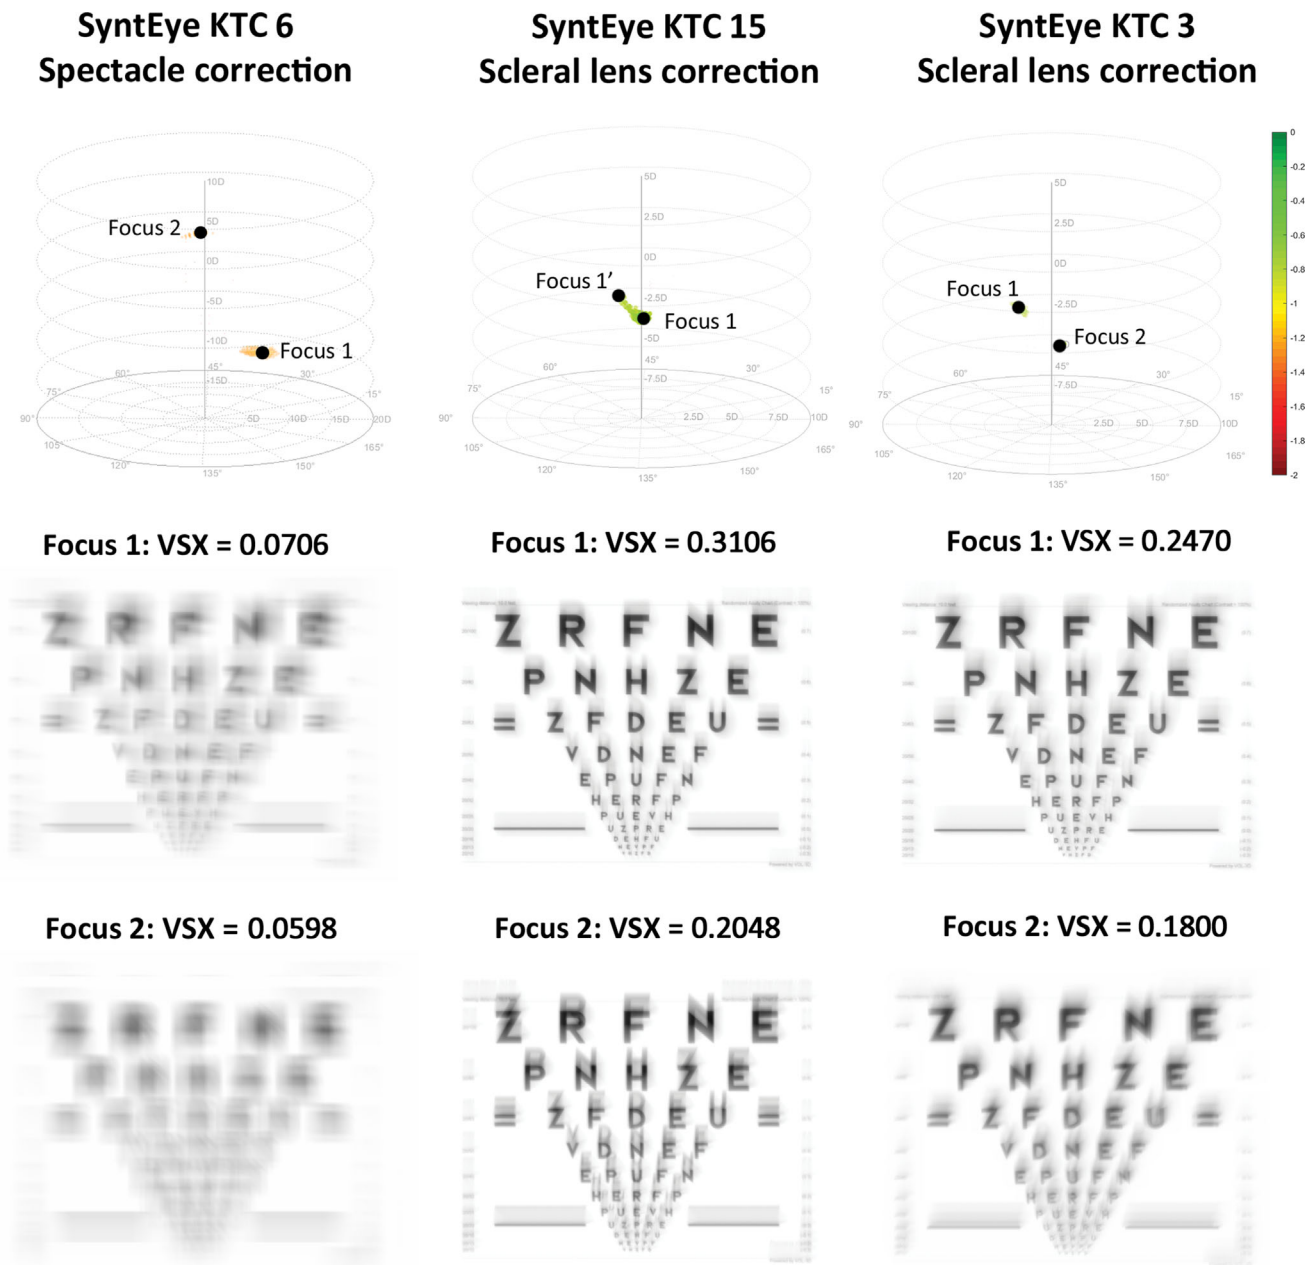 SyntEye KTC 6
Spectacle correction
SyntEye KTC 15
Scleral lens correction
SyntEye KTC 3
Scleral lens correction
10D
5D
0D
-5D
-10D
-15D
Focus 2
Focus 1
90°
75°
60°
45°
30°
15°
105°
120°
135°
150°
165°
5D
10D
15D
20D
5D
2.5D
0D
-2.5D
-5D
-7.5D
Focus 1′
Focus 1
90°
75°
60°
45°
30°
15°
105°
120°
135°
150°
165°
2.5D
5D
7.5D
10D
5D
2.5D
0D
-2.5D
-7.5D
Focus 1
Focus 2
90°
75°
60°
45°
30°
15°
105°
120°
135°
150°
165°
2.5D
5D
7.5D
10D
0
-0.2
-0.4
-0.6
-0.8
-1
-1.2
-1.4
-1.6
-1.8
-2
Focus 1: VSX = 0.0706
Z R F N E
P N H Z E
= Z F D E U =
V D N E F
E P U F N
H E R F P
Focus 1: VSX = 0.3106
Z R F N E
P N H Z E
= Z F D E U =
V D N E F
E P U F N
H E R F P
P U E V H
U Z P R E
D E H F U
Focus 1: VSX = 0.2470
Z R F N E
P N H Z E
= Z F D E U =
V D N E F
E P U F N
H E R F P
P U E V H
U Z P R E
D E H F U
Focus 2: VSX = 0.0598
Focus 2: VSX = 0.2048
Z R F N E
P N H Z E
= Z F D E U =
V D N E F
E P U F N
H E R F P
P U E V H
Focus 2: VSX = 0.1800
Z R F N E
P N H Z E
= Z F D E U =
V D N E F
E P U F N
H E R F P